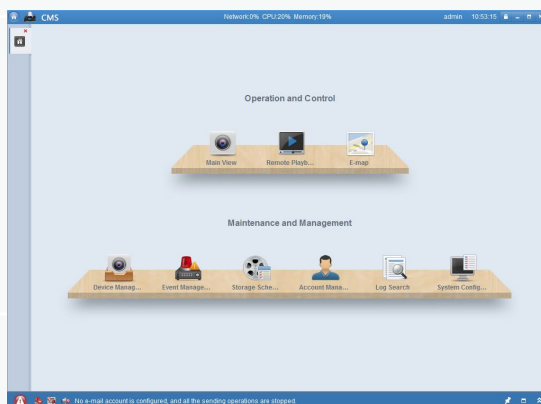 CMS Network:0% CPU:20% Memory:19% admin 10:53:15
Operation and Control
Main View Remote Playb... E-map
Maintenance and Management
Device Manag... Event Manage... Storage Sche... Account Mana... Log Search System Config...
No e-mail account is configured, and all the sending operations are stopped.